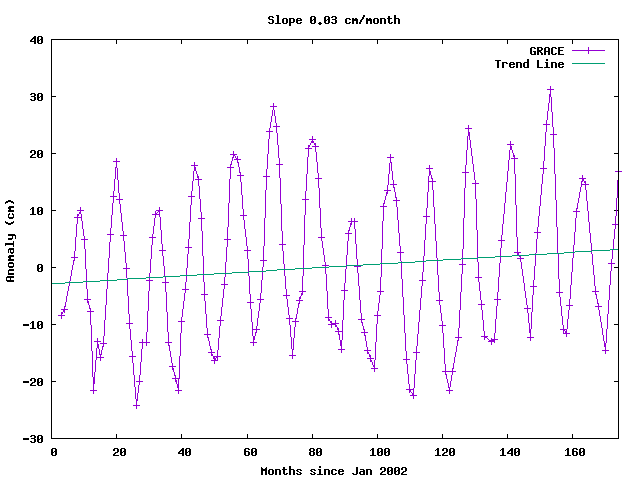 Slope 0.03 cm/month
GRACE
Trend Line
Anomaly (cm)
40
30
20
10
0
-10
-20
-30
0 20 40 60 80 100 120 140 160
Months since Jan 2002